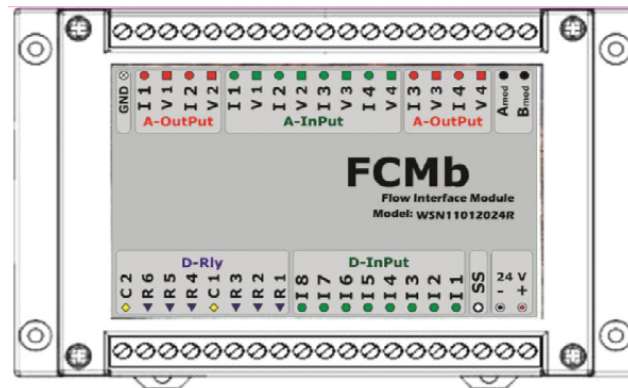 GND I 1 V 1 I 2 V 2 I 1 V 1 I 2 V 2 I 3 V 3 I 4 V 4 I 3 V 3 I 4 V 4 Amod Bmod
A-OutPut A-InPut A-OutPut
FCMb
Flow Interface Module
Model: WSN11012024R
D-Rly D-InPut
C 2 R 6 R 5 R 4 C 1 R 3 R 2 R 1 I 8 I 7 I 6 I 5 I 4 I 3 I 2 I 1 SS 24 V
- +